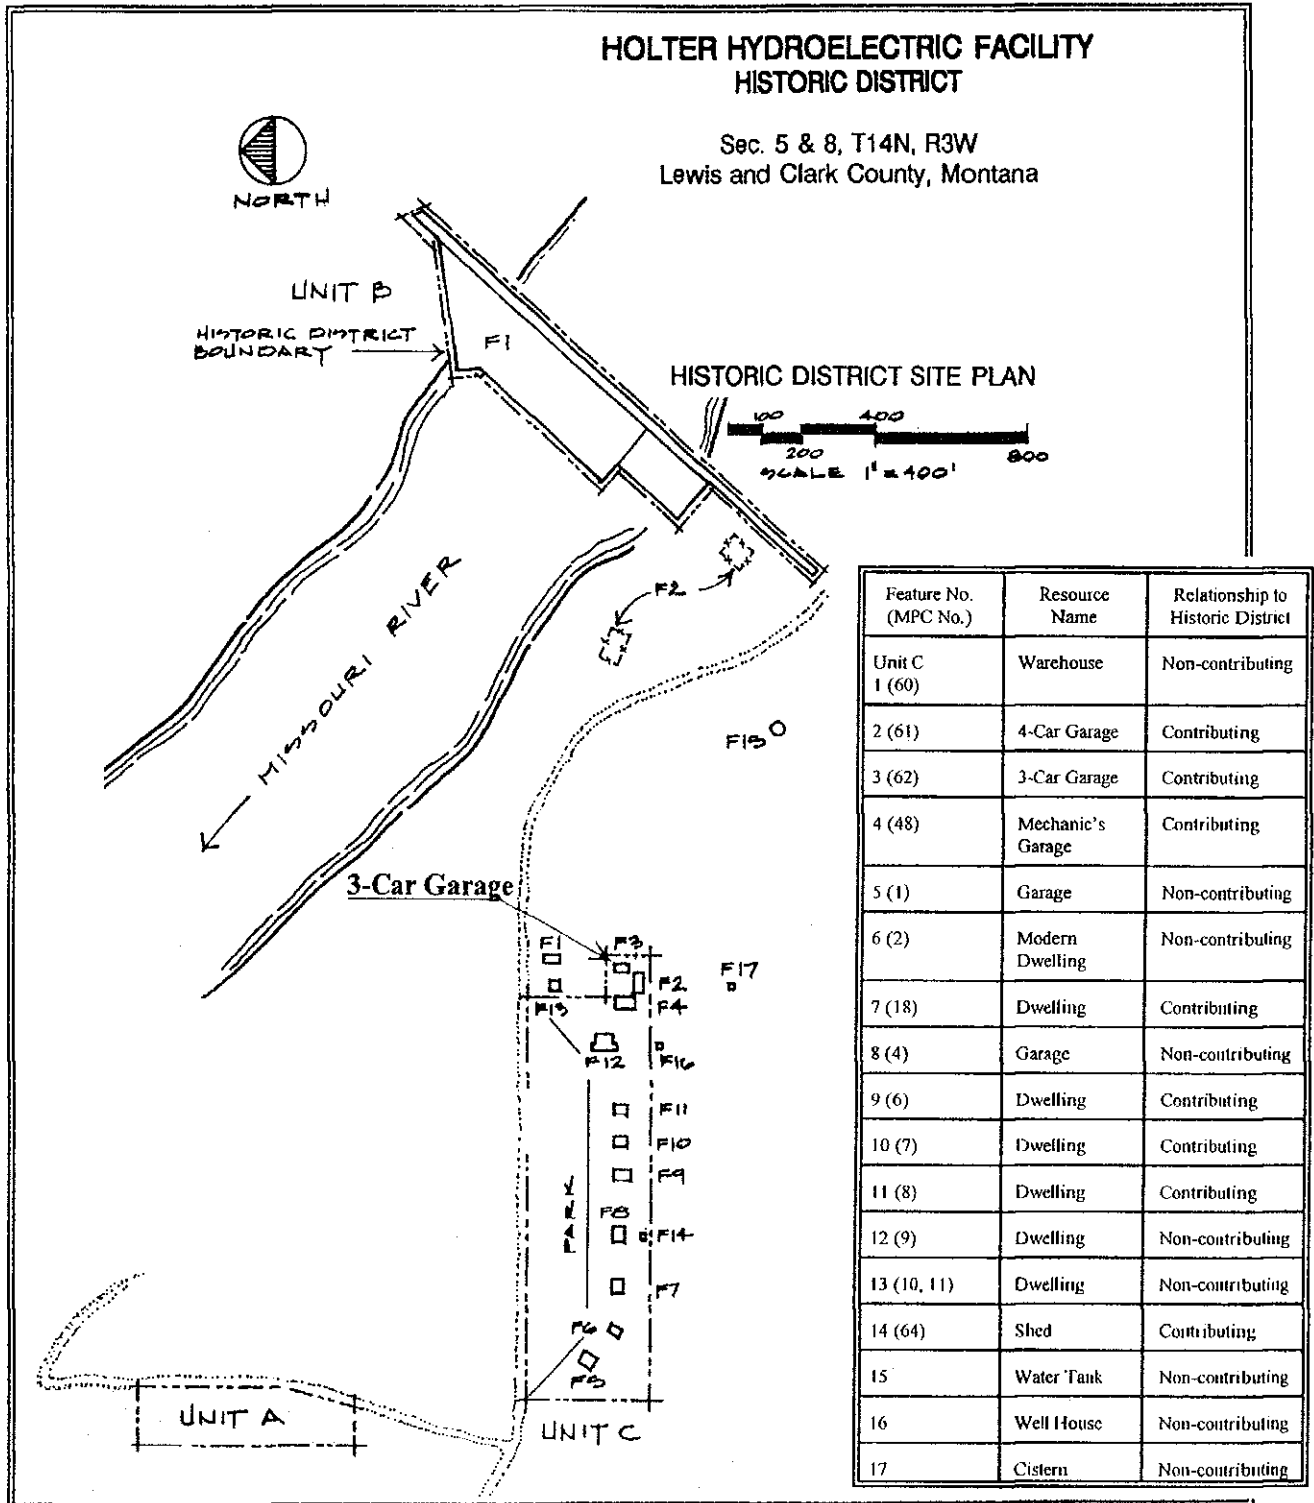 HOLTER HYDROELECTRIC FACILITY
HISTORIC DISTRICT
Sec. 5 & 8, T14N, R3W
Lewis and Clark County, Montana
NORTH
UNIT B
HISTORIC DISTRICT
BOUNDARY
F1
HISTORIC DISTRICT SITE PLAN
100 400
200 800
SCALE 1"=400'
MISSOURI RIVER
F2
F15
3-Car Garage
F1
F3
F17
F2
F13
F4
F12
F16
F11
F10
F9
PARK
F8
F14
F7
F6
F5
UNIT A
UNIT C
Feature No. Resource Relationship to
(MPC No.) Name Historic District
Unit C Warehouse Non-contributing
1 (60)
2 (61) 4-Car Garage Contributing
3 (62) 3-Car Garage Contributing
4 (48) Mechanic's Contributing
Garage
5 (1) Garage Non-contributing
6 (2) Modern Non-contributing
Dwelling
7 (18) Dwelling Contributing
8 (4) Garage Non-contributing
9 (6) Dwelling Contributing
10 (7) Dwelling Contributing
11 (8) Dwelling Contributing
12 (9) Dwelling Non-contributing
13 (10, 11) Dwelling Non-contributing
14 (64) Shed Contributing
15 Water Tank Non-contributing
16 Well House Non-contributing
17 Cistern Non-contributing